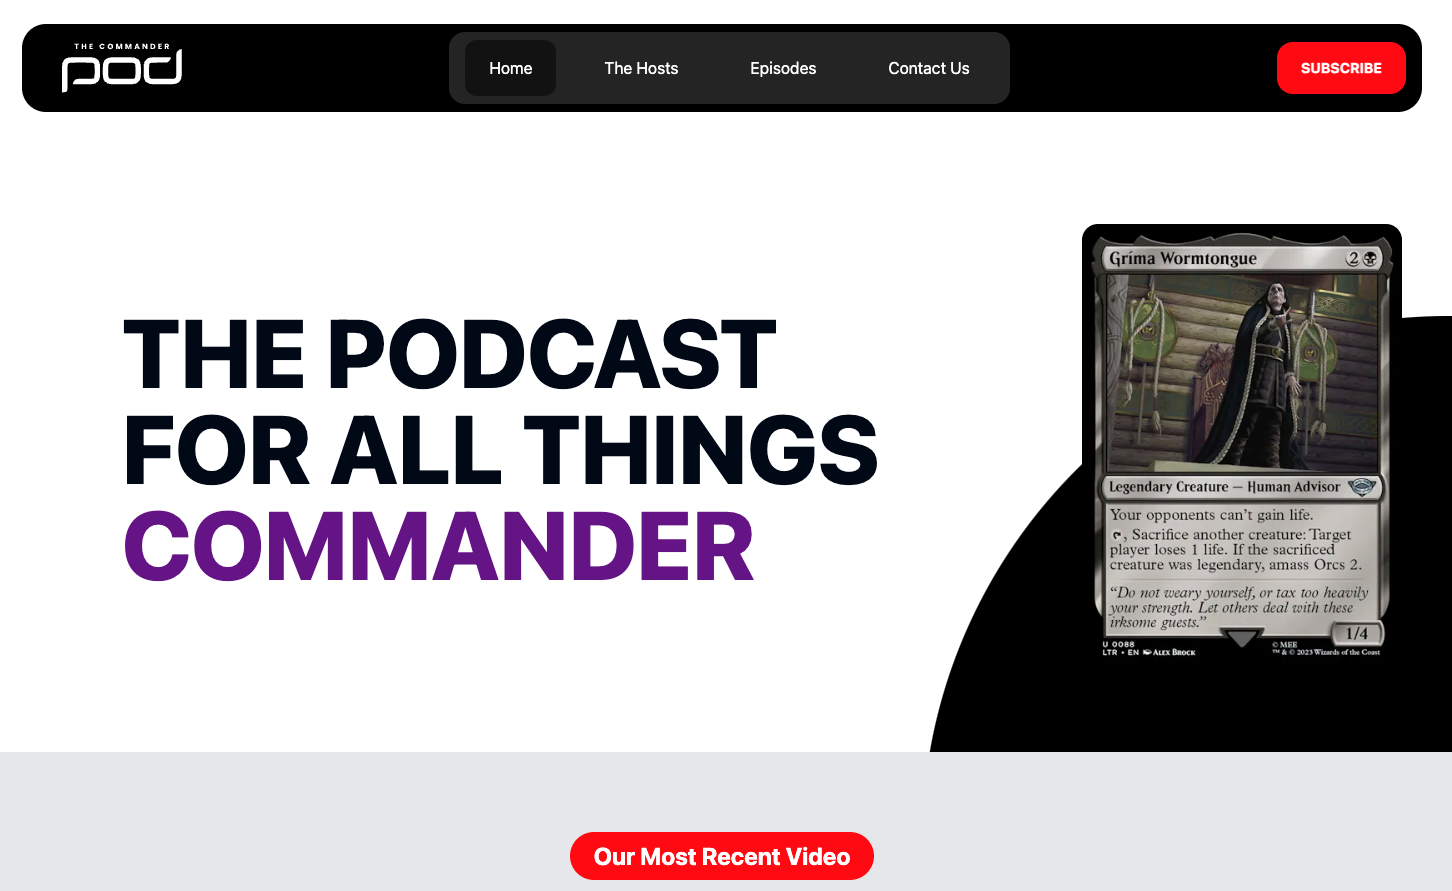 THE COMMANDER
pod
Home
The Hosts
Episodes
Contact Us
SUBSCRIBE
THE PODCAST
FOR ALL THINGS
COMMANDER
Gríma Wormtongue
2
Legendary Creature — Human Advisor
Your opponents can't gain life.
, Sacrifice another creature: Target
player loses 1 life. If the sacrificed
creature was legendary, amass Orcs 2.
"Do not weary yourself, or tax too heavily
your strength. Let others deal with these
irksome guests."
1/4
U 0088
LTR • EN ALEX BROCK
© MEE
™ & © 2023 Wizards of the Coast
Our Most Recent Video